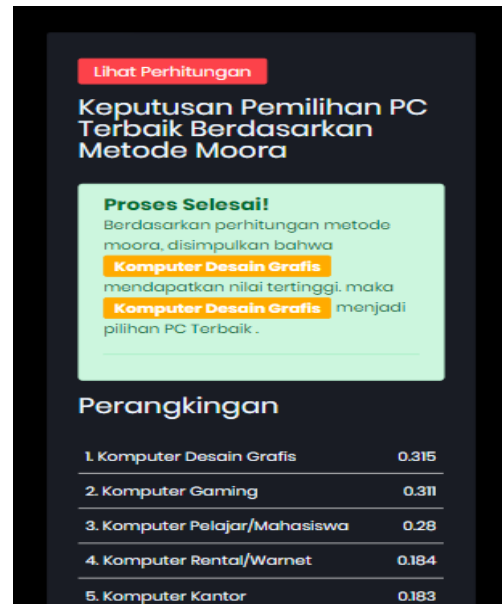 Lihat Perhitungan
Keputusan Pemilihan PC
Terbaik Berdasarkan
Metode Moora
Proses Selesai!
Berdasarkan perhitungan metode
moora, disimpulkan bahwa
Komputer Desain Grafis
mendapatkan nilai tertinggi. maka
Komputer Desain Grafis menjadi
pilihan PC Terbaik .
Perangkingan
1. Komputer Desain Grafis 0.315
2. Komputer Gaming 0.311
3. Komputer Pelajar/Mahasiswa 0.28
4. Komputer Rental/Warnet 0.184
5. Komputer Kantor 0.183